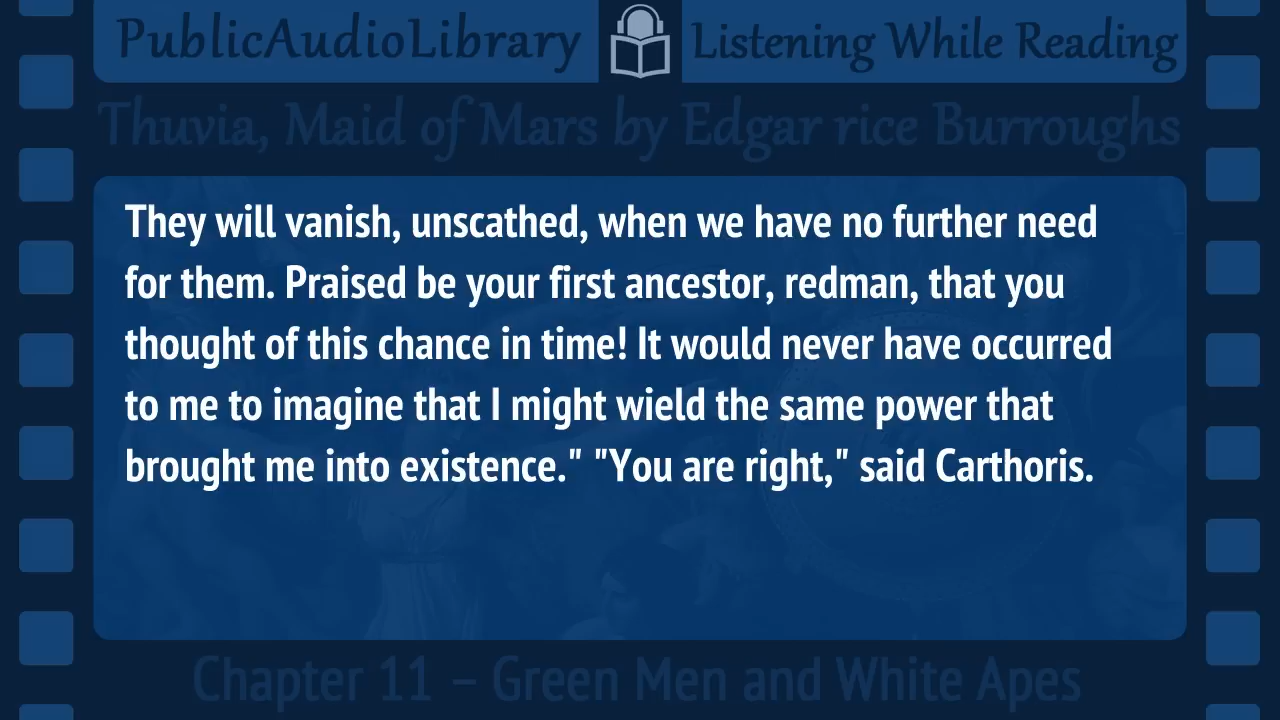 PublicAudioLibrary Listening While Reading
Thuvia, Maid of Mars by Edgar rice Burroughs
They will vanish, unscathed, when we have no further need
for them. Praised be your first ancestor, redman, that you
thought of this chance in time! It would never have occurred
to me to imagine that I might wield the same power that
brought me into existence." "You are right," said Carthoris.
Chapter 11 – Green Men and White Apes